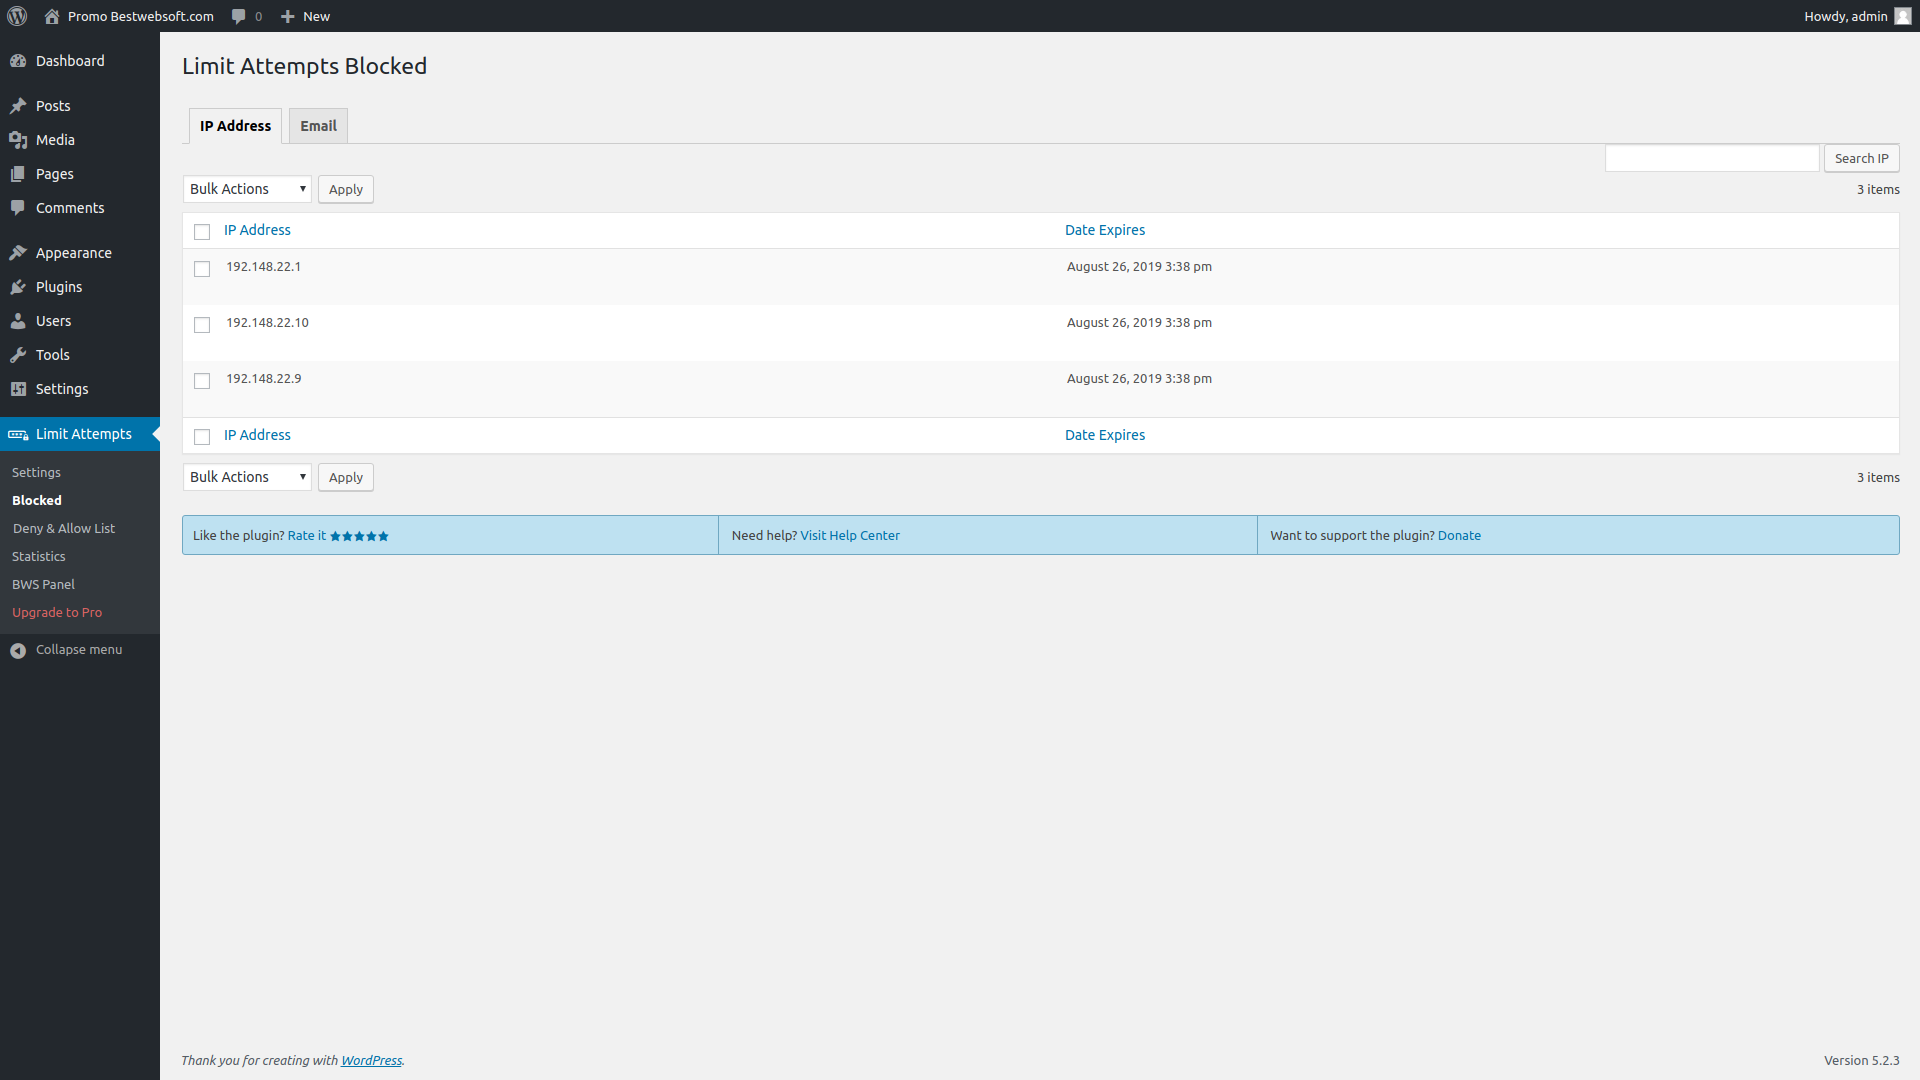 Promo Bestwebsoft.com 0 New Howdy, admin
Dashboard
Posts
Media
Pages
Comments
Appearance
Plugins
Users
Tools
Settings
Limit Attempts
Settings
Blocked
Deny & Allow List
Statistics
BWS Panel
Upgrade to Pro
Collapse menu
Limit Attempts Blocked
IP Address Email
Search IP
Bulk Actions Apply 3 items
IP Address Date Expires
192.148.22.1 August 26, 2019 3:38 pm
192.148.22.10 August 26, 2019 3:38 pm
192.148.22.9 August 26, 2019 3:38 pm
IP Address Date Expires
Bulk Actions Apply 3 items
Like the plugin? Rate it ★★★★★ Need help? Visit Help Center Want to support the plugin? Donate
Thank you for creating with WordPress. Version 5.2.3